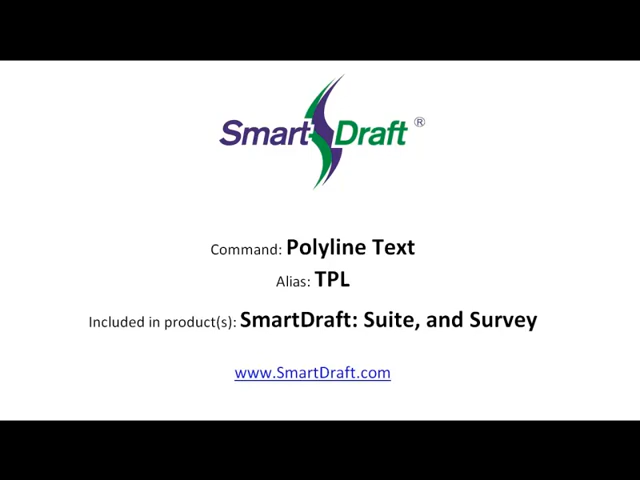 SmartDraft®
Command: Polyline Text
Alias: TPL
Included in product(s): SmartDraft: Suite, and Survey
www.SmartDraft.com